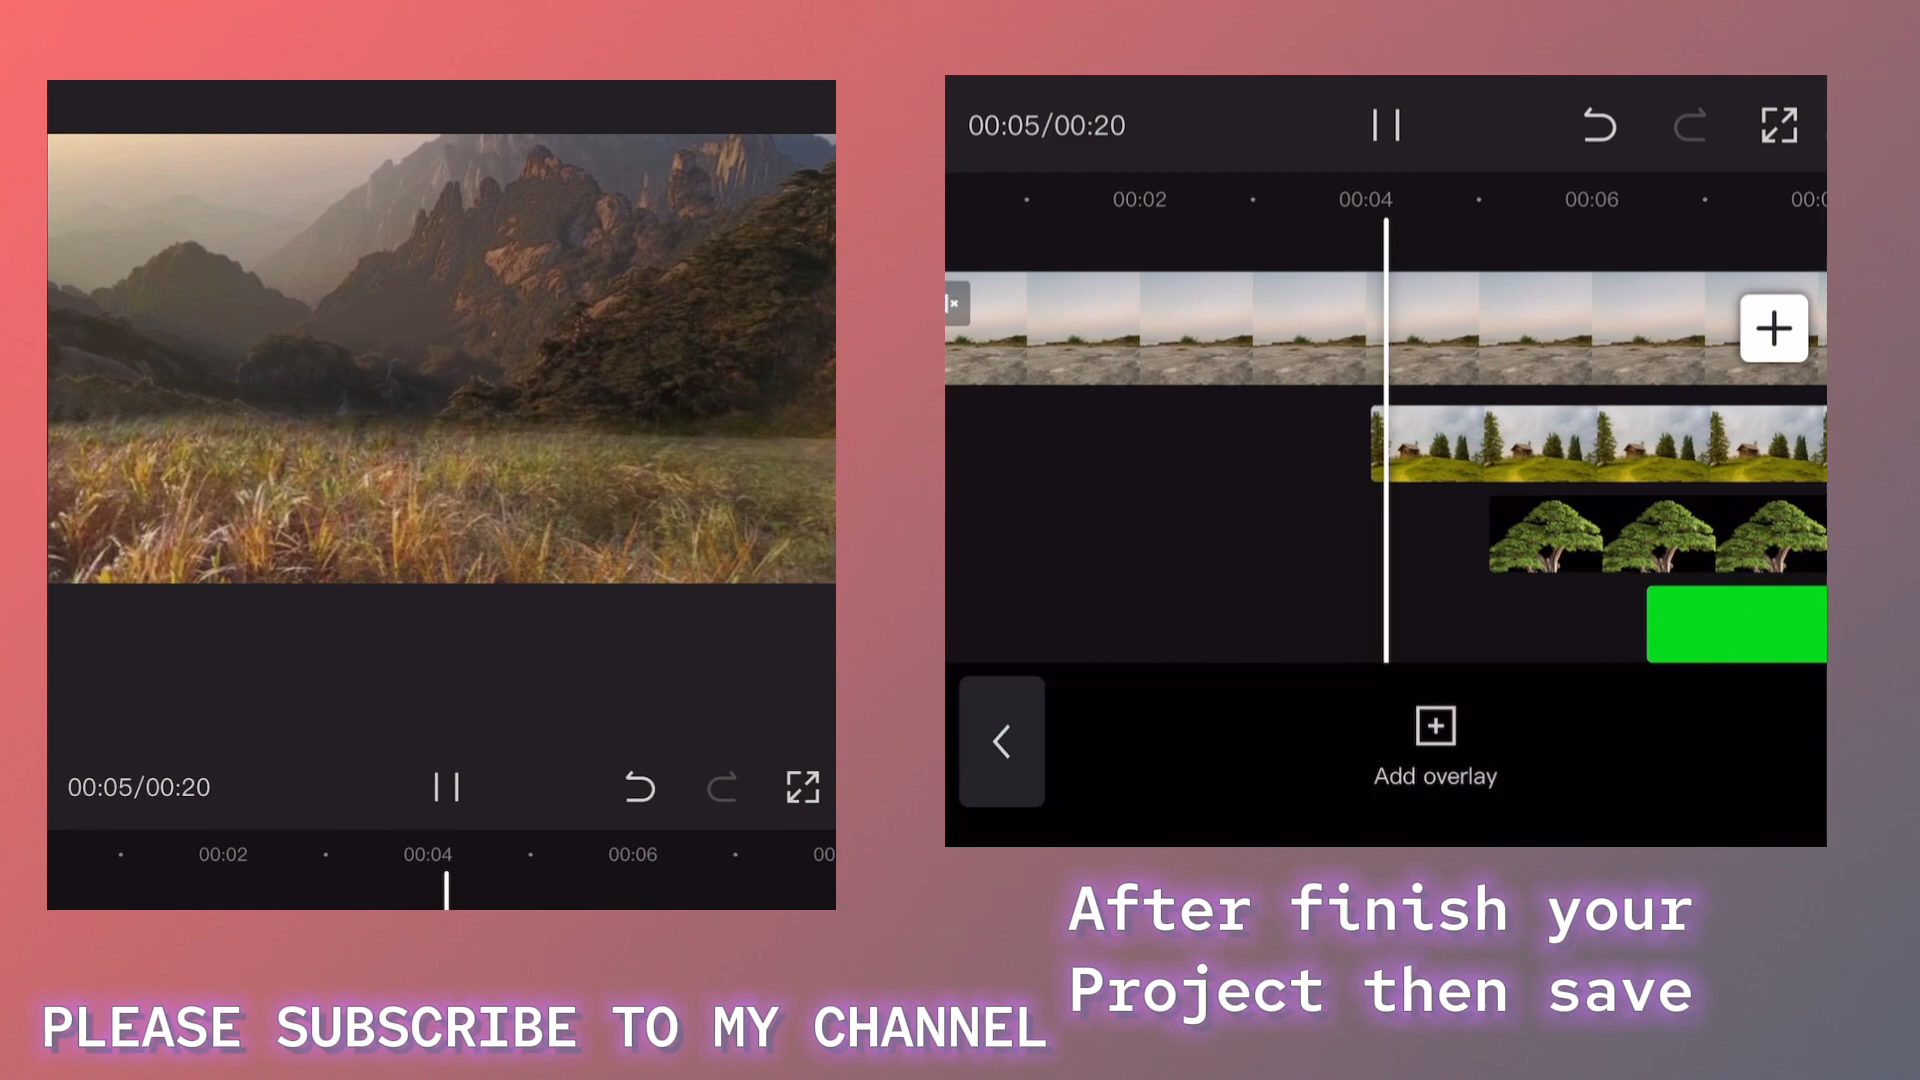 00:05/00:20
00:02
00:04
00:06
00
00:05/00:20
00:02
00:04
00:06
Add overlay
After finish your
Project then save
PLEASE SUBSCRIBE TO MY CHANNEL